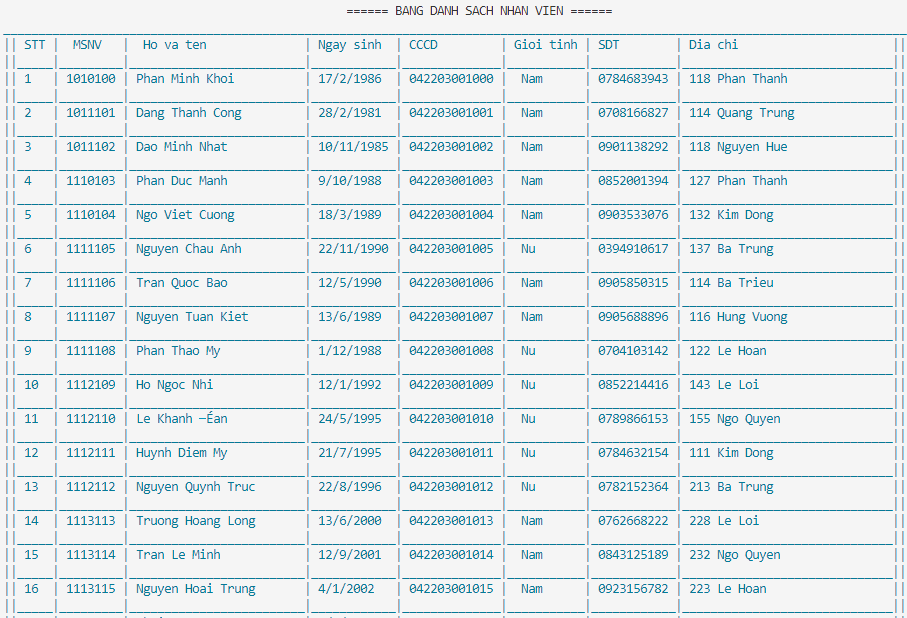 ====== BANG DANH SACH NHAN VIEN ======
STT MSNV Ho va ten Ngay sinh CCCD Gioi tinh SDT Dia chi
1 1010100 Phan Minh Khoi 17/2/1986 042203001000 Nam 0784683943 118 Phan Thanh
2 1011101 Dang Thanh Cong 28/2/1981 042203001001 Nam 0708166827 114 Quang Trung
3 1011102 Dao Minh Nhat 10/11/1985 042203001002 Nam 0901138292 118 Nguyen Hue
4 1110103 Phan Duc Manh 9/10/1988 042203001003 Nam 0852001394 127 Phan Thanh
5 1110104 Ngo Viet Cuong 18/3/1989 042203001004 Nam 0903533076 132 Kim Dong
6 1111105 Nguyen Chau Anh 22/11/1990 042203001005 Nu 0394910617 137 Ba Trung
7 1111106 Tran Quoc Bao 12/5/1990 042203001006 Nam 0905850315 114 Ba Trieu
8 1111107 Nguyen Tuan Kiet 13/6/1989 042203001007 Nam 0905688896 116 Hung Vuong
9 1111108 Phan Thao My 1/12/1988 042203001008 Nu 0704103142 122 Le Hoan
10 1112109 Ho Ngoc Nhi 12/1/1992 042203001009 Nu 0852214416 143 Le Loi
11 1112110 Le Khanh ─Éan 24/5/1995 042203001010 Nu 0789866153 155 Ngo Quyen
12 1112111 Huynh Diem My 21/7/1995 042203001011 Nu 0784632154 111 Kim Dong
13 1112112 Nguyen Quynh Truc 22/8/1996 042203001012 Nu 0782152364 213 Ba Trung
14 1113113 Truong Hoang Long 13/6/2000 042203001013 Nam 0762668222 228 Le Loi
15 1113114 Tran Le Minh 12/9/2001 042203001014 Nam 0843125189 232 Ngo Quyen
16 1113115 Nguyen Hoai Trung 4/1/2002 042203001015 Nam 0923156782 223 Le Hoan